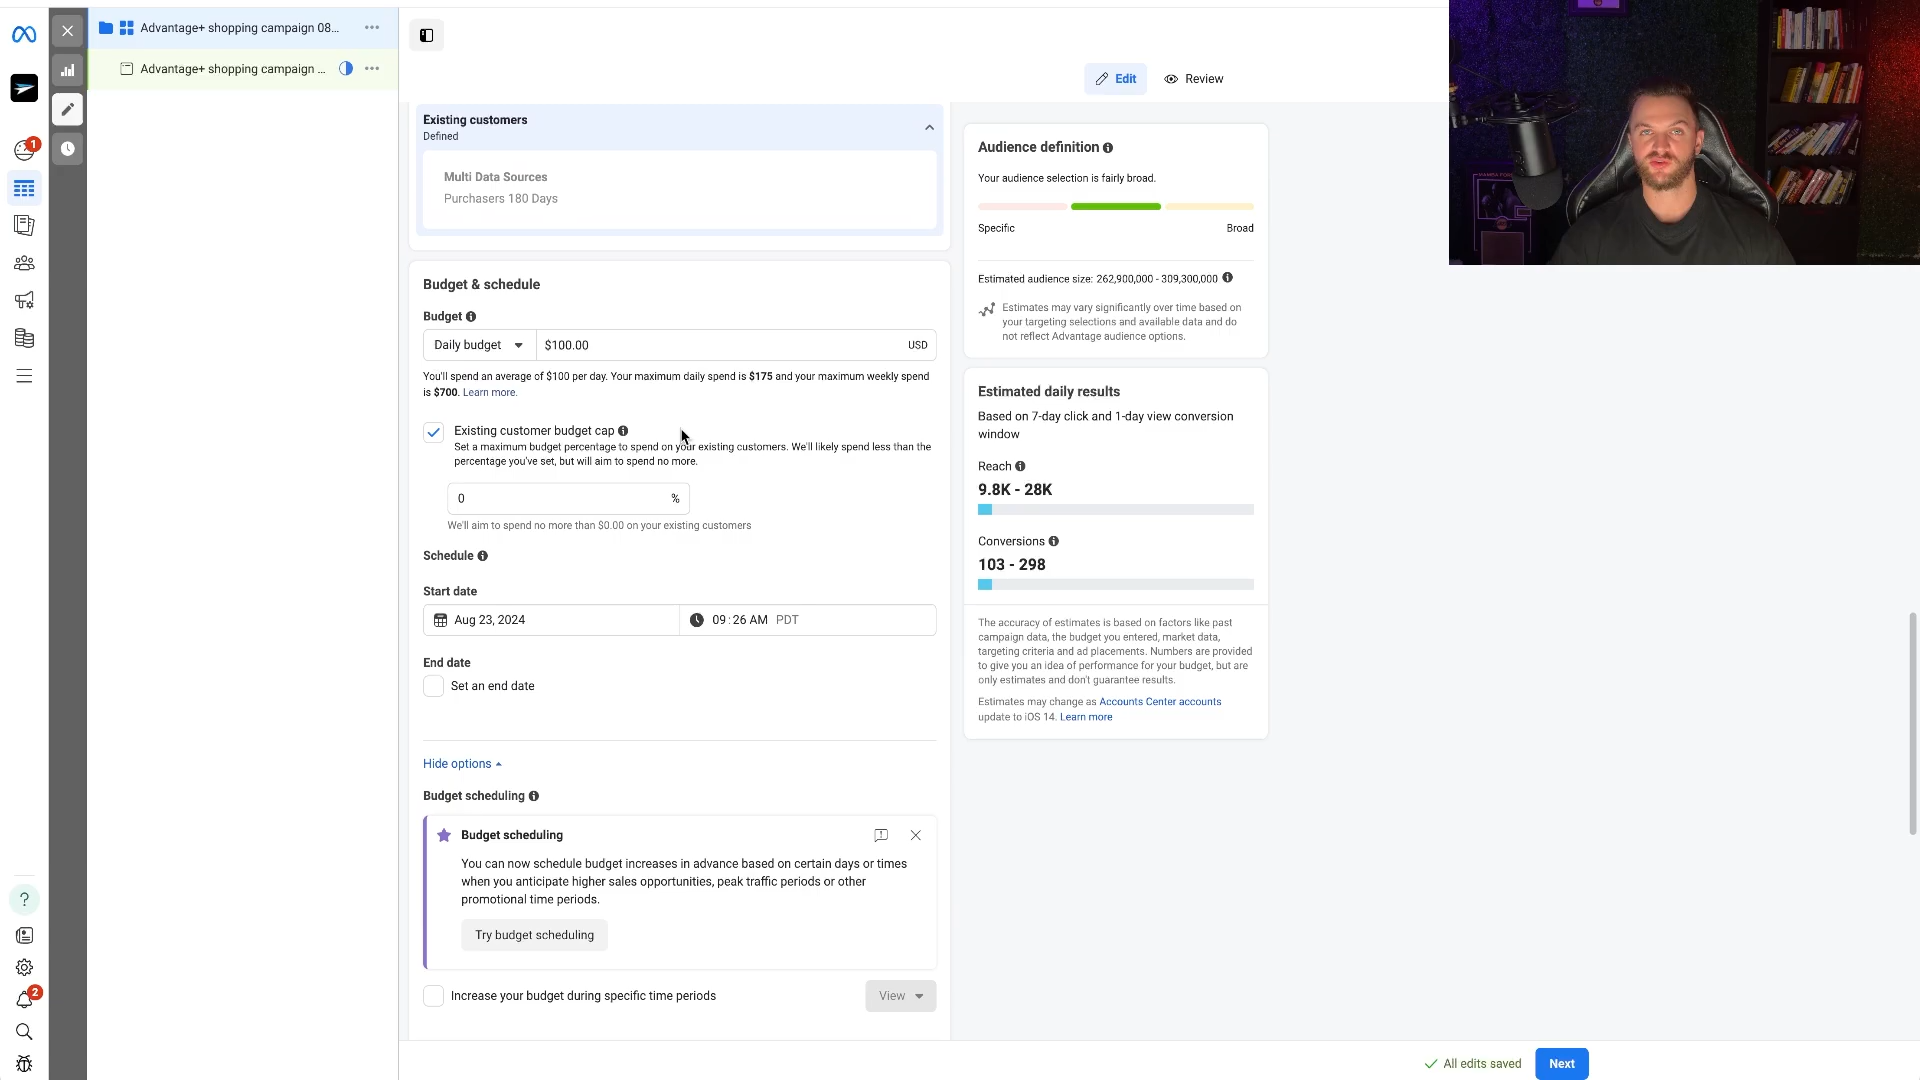 Advantage+ shopping campaign 08...
Advantage+ shopping campaign ...
Edit
Review
1
Existing customers
Defined
Multi Data Sources
Purchasers 180 Days
Budget & schedule
Budget
Daily budget
$100.00
USD
You'll spend an average of $100 per day. Your maximum daily spend is $175 and your maximum weekly spend
is $700. Learn more.
Existing customer budget cap
Set a maximum budget percentage to spend on your existing customers. We'll likely spend less than the
percentage you've set, but will aim to spend no more.
0
%
We'll aim to spend no more than $0.00 on your existing customers
Schedule
Start date
Aug 23, 2024
09:26 AM PDT
End date
Set an end date
Hide options
Budget scheduling
Budget scheduling
You can now schedule budget increases in advance based on certain days or times
when you anticipate higher sales opportunities, peak traffic periods or other
promotional time periods.
Try budget scheduling
Increase your budget during specific time periods
View
Audience definition
Your audience selection is fairly broad.
Specific
Broad
Estimated audience size: 262,900,000 - 309,300,000
Estimates may vary significantly over time based on
your targeting selections and available data and do
not reflect Advantage audience options.
Estimated daily results
Based on 7-day click and 1-day view conversion
window
Reach
9.8K - 28K
Conversions
103 - 298
The accuracy of estimates is based on factors like past
campaign data, the budget you entered, market data,
targeting criteria and ad placements. Numbers are provided
to give you an idea of performance for your budget, but are
only estimates and don't guarantee results.
Estimates may change as Accounts Center accounts
update to iOS 14. Learn more
?
2
All edits saved
Next